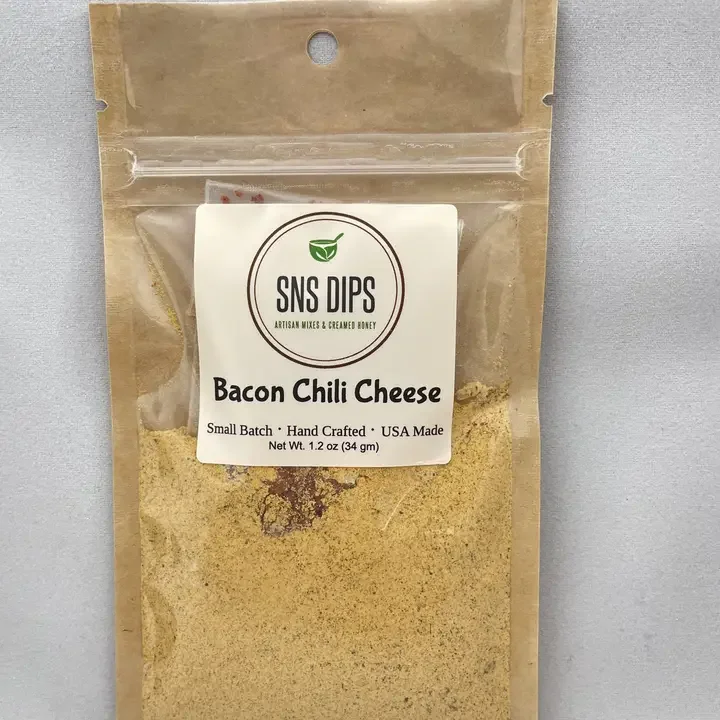 SNS DIPS
ARTISAN MIXES & CREAMED HONEY
Bacon Chili Cheese
Small Batch · Hand Crafted · USA Made
Net Wt. 1.2 oz (34 gm)